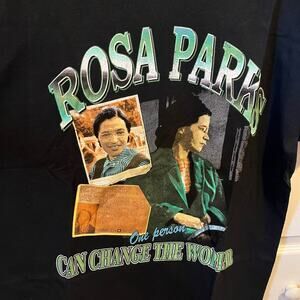 ROSA PARKS
One person
CAN CHANGE THE WORLD